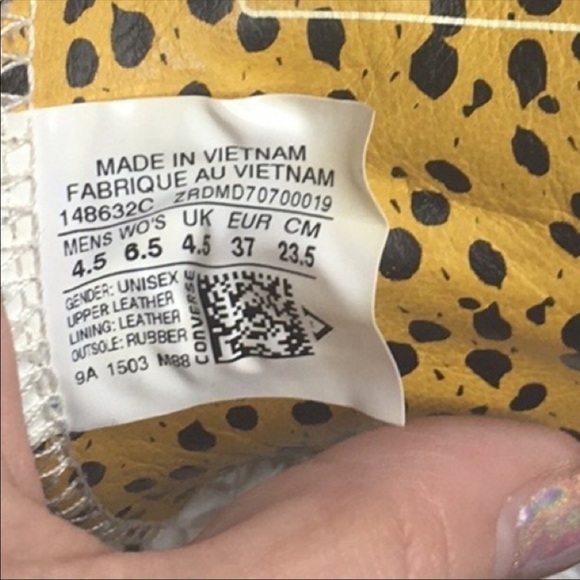 MADE IN VIETNAM
FABRIQUE AU VIETNAM
148632C ZRDMD70700019
MENS WO'S UK EUR CM
4.5 6.5 4.5 37 23.5
GENDER: UNISEX
UPPER LEATHER
LINING: LEATHER
OUTSOLE: RUBBER
9A 1503 M88
CONVERSE